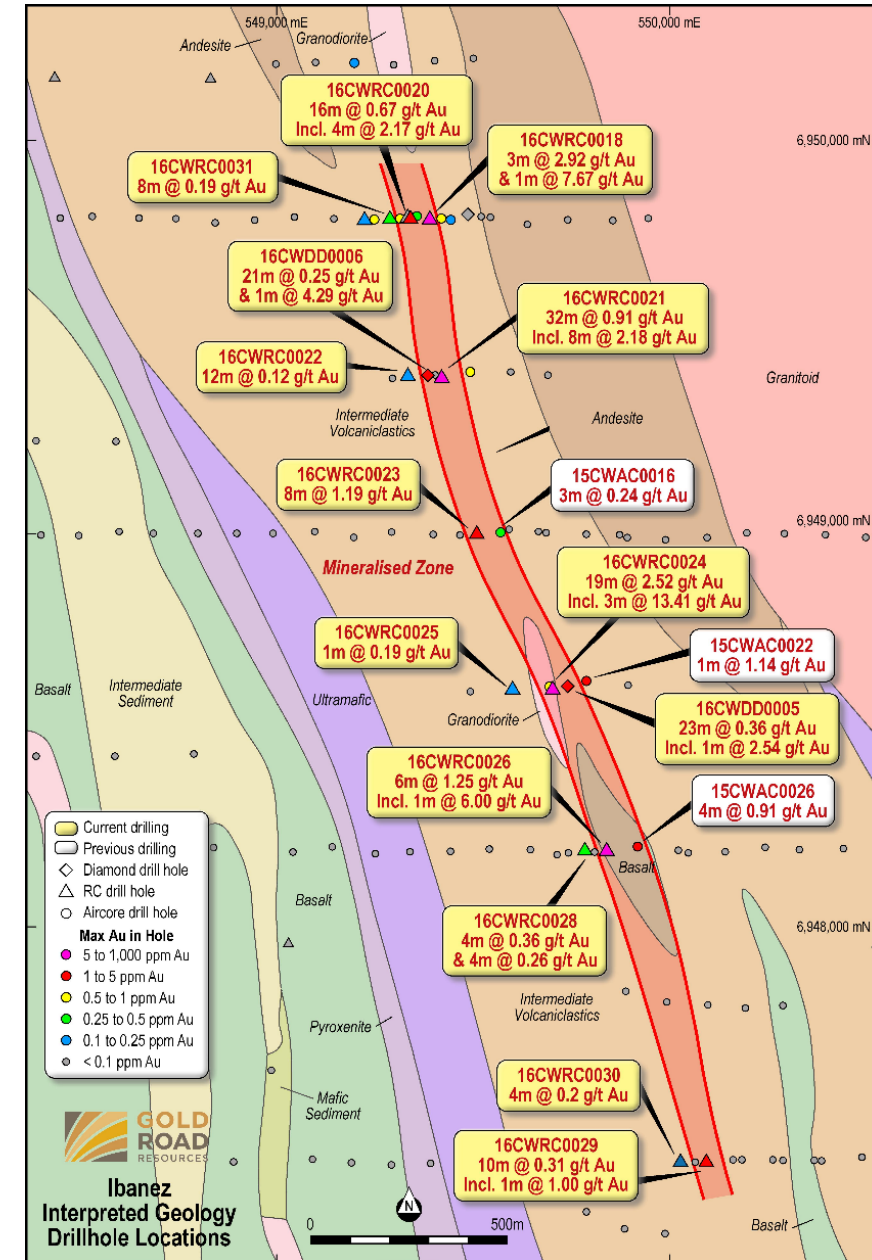 549,000 mE
550,000 mE
Granodiorite
Andesite
16CWRC0020
16m @ 0.67 g/t Au
Incl. 4m @ 2.17 g/t Au
16CWRC0018
3m @ 2.92 g/t Au
& 1m @ 7.67 g/t Au
6,950,000 mN
16CWRC0031
8m @ 0.19 g/t Au
16CWDD0006
21m @ 0.25 g/t Au
& 1m @ 4.29 g/t Au
16CWRC0021
32m @ 0.91 g/t Au
Incl. 8m @ 2.18 g/t Au
16CWRC0022
12m @ 0.12 g/t Au
Granitoid
Intermediate
Volcaniclastics
Andesite
16CWRC0023
8m @ 1.19 g/t Au
15CWAC0016
3m @ 0.24 g/t Au
6,949,000 mN
Mineralised Zone
16CWRC0024
19m @ 2.52 g/t Au
Incl. 3m @ 13.41 g/t Au
16CWRC0025
1m @ 0.19 g/t Au
15CWAC0022
1m @ 1.14 g/t Au
Basalt
Intermediate
Sediment
Ultramafic
Granodiorite
16CWDD0005
23m @ 0.36 g/t Au
Incl. 1m @ 2.54 g/t Au
16CWRC0026
6m @ 1.25 g/t Au
Incl. 1m @ 6.00 g/t Au
15CWAC0026
4m @ 0.91 g/t Au
Current drilling
Previous drilling
Diamond drill hole
RC drill hole
Aircore drill hole
Max Au in Hole
5 to 1,000 ppm Au
1 to 5 ppm Au
0.5 to 1 ppm Au
0.25 to 0.5 ppm Au
0.1 to 0.25 ppm Au
< 0.1 ppm Au
Basalt
Basalt
16CWRC0028
4m @ 0.36 g/t Au
& 4m @ 0.26 g/t Au
6,948,000 mN
Intermediate
Volcaniclastics
Pyroxenite
Mafic
Sediment
16CWRC0030
4m @ 0.2 g/t Au
16CWRC0029
10m @ 0.31 g/t Au
Incl. 1m @ 1.00 g/t Au
GOLD
ROAD
RESOURCES
Ibanez
Interpreted Geology
Drillhole Locations
N
0
500m
Basalt